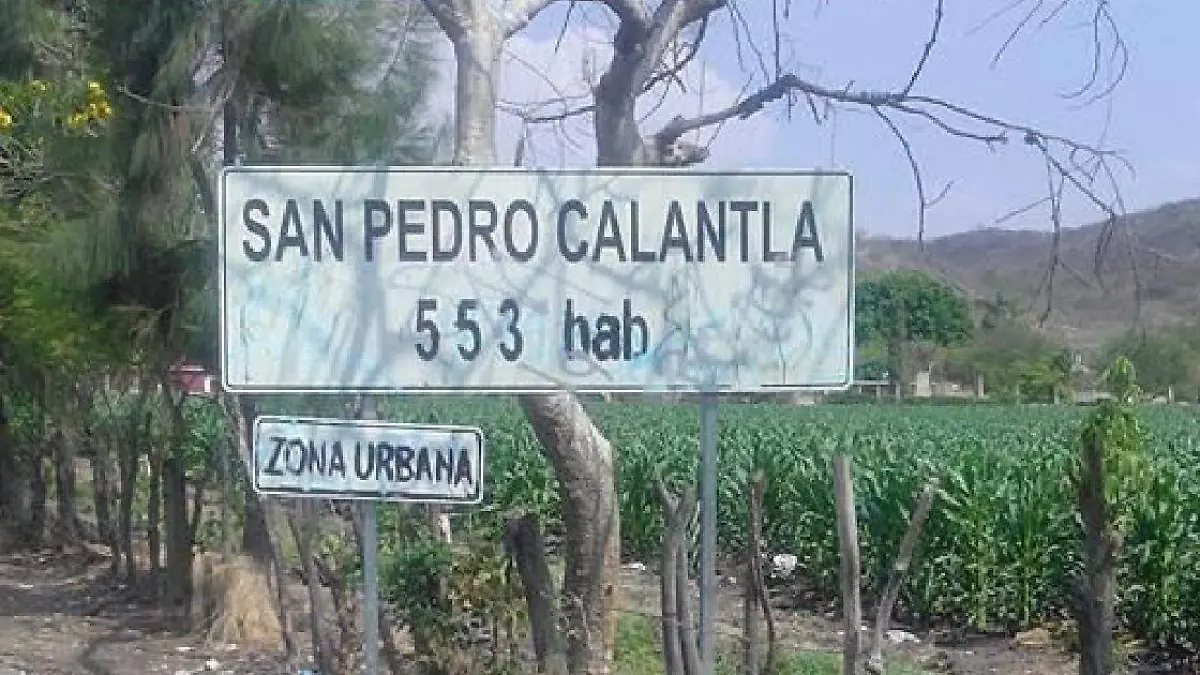 SAN PEDRO CALANTLA
553 hab
ZONA URBANA